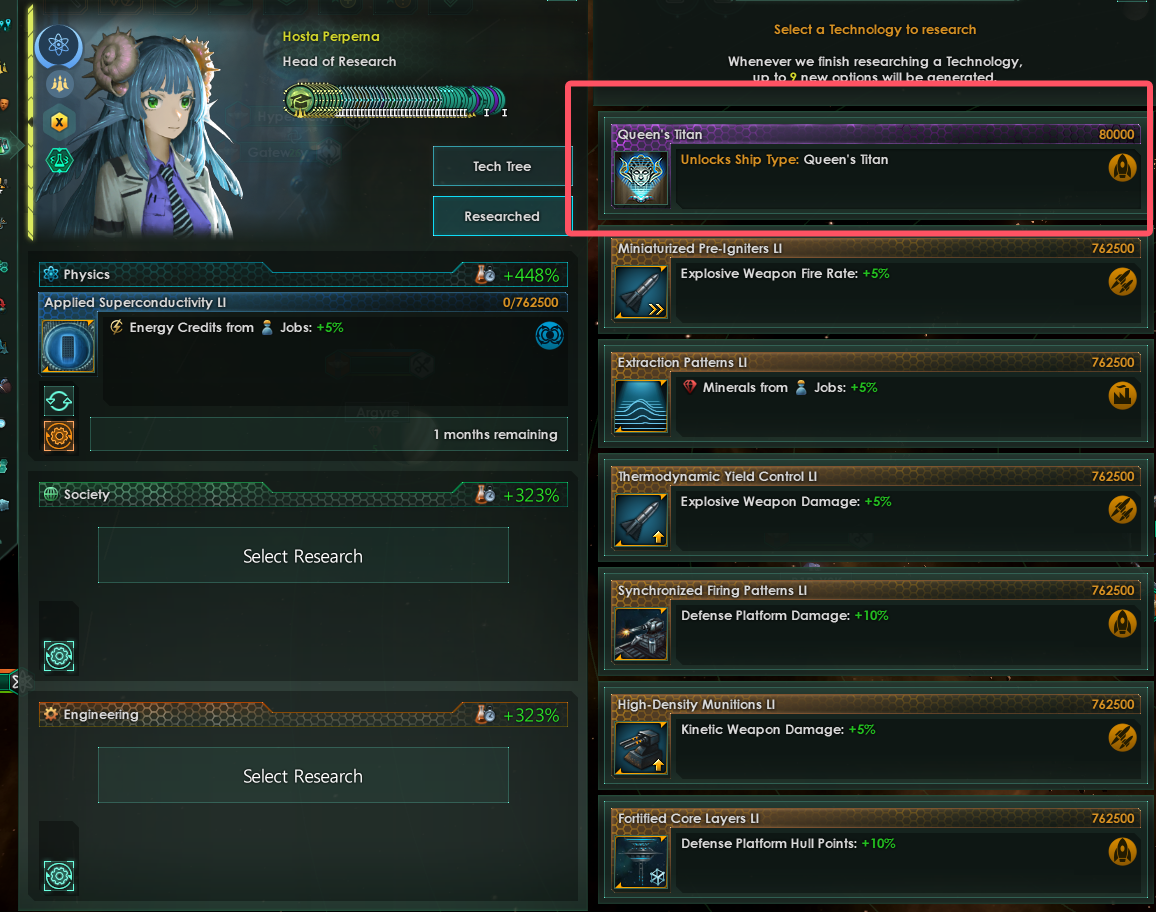 Hosta Perperna
Head of Research
X
I I
Tech Tree
Researched
Physics
+448%
Applied Superconductivity LI
0/762500
Energy Credits from Jobs: +5%
Argyre
1 months remaining
Society
+323%
Select Research
Engineering
+323%
Select Research
Select a Technology to research
Whenever we finish researching a Technology,
up to 9 new options will be generated.
Queen's Titan
80000
Unlocks Ship Type: Queen's Titan
Miniaturized Pre-Igniters LI
762500
Explosive Weapon Fire Rate: +5%
Extraction Patterns LI
762500
Minerals from Jobs: +5%
Thermodynamic Yield Control LI
762500
Explosive Weapon Damage: +5%
Synchronized Firing Patterns LI
762500
Defense Platform Damage: +10%
High-Density Munitions LI
762500
Kinetic Weapon Damage: +5%
Fortified Core Layers LI
762500
Defense Platform Hull Points: +10%